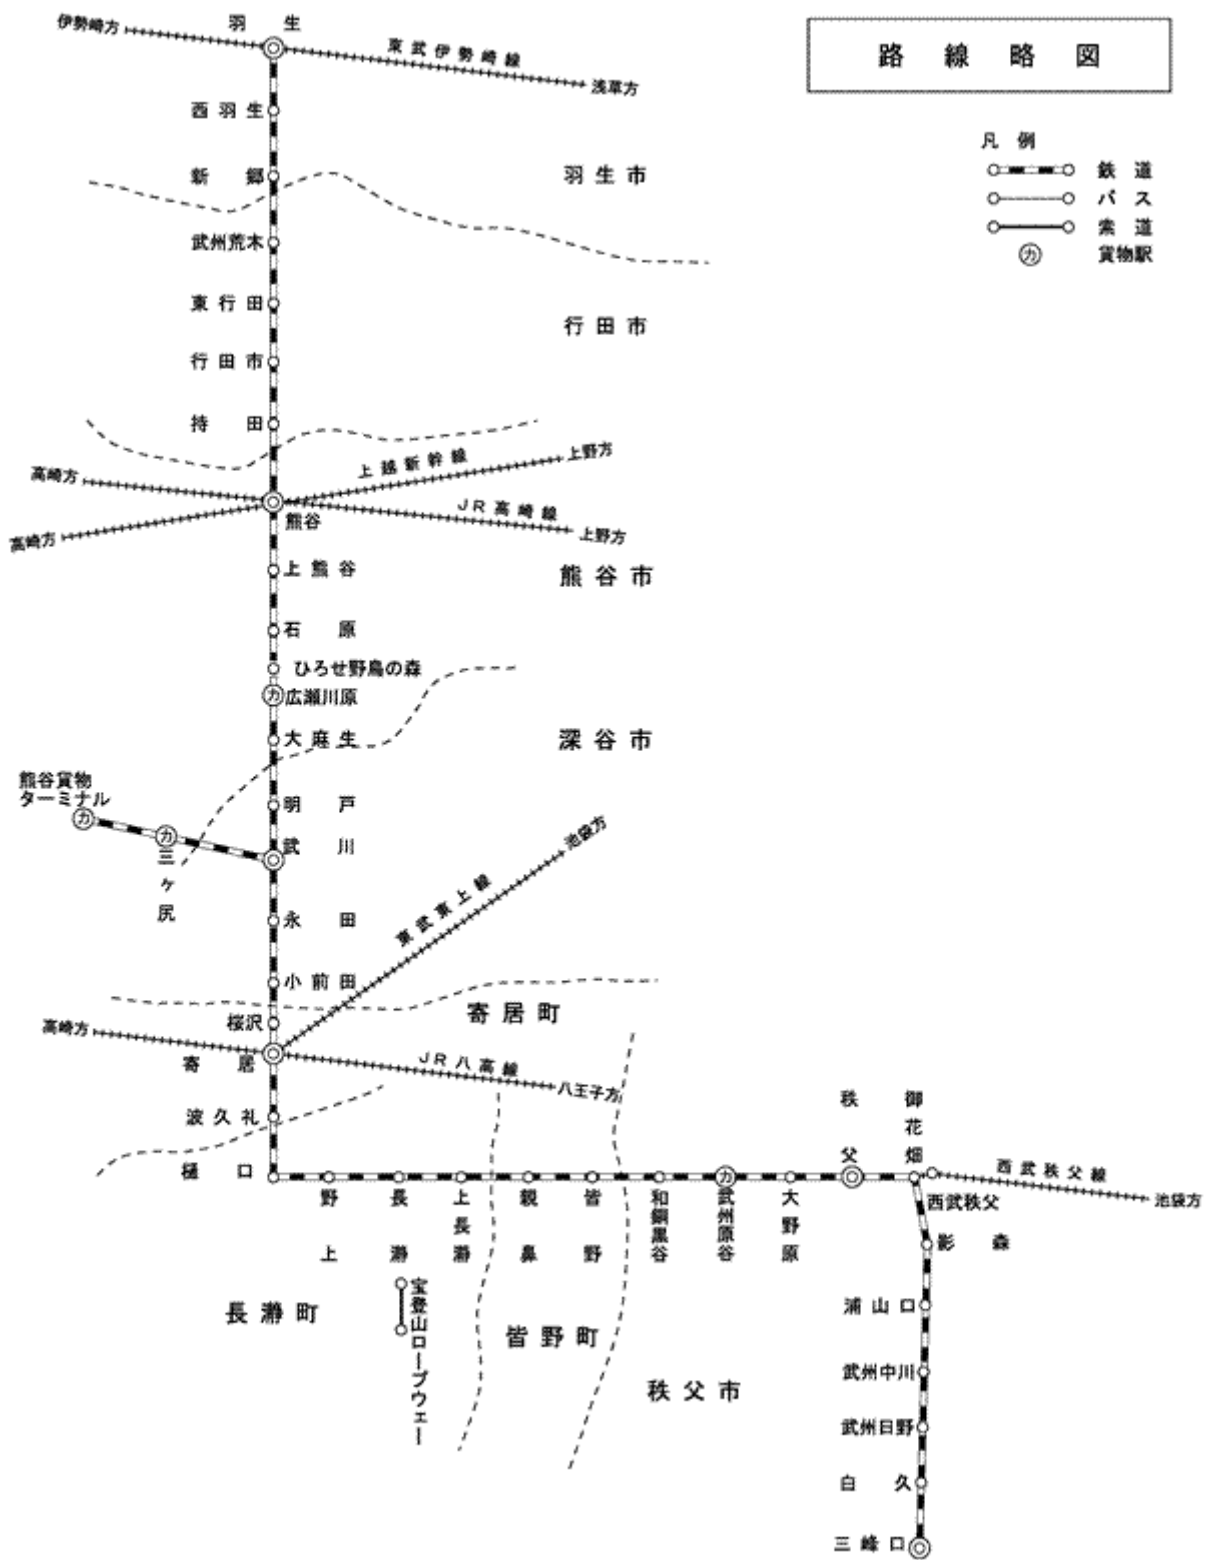 路線略図
凡例
鉄道
バス
索道
カ 貨物駅
伊勢崎方
羽生
東武伊勢崎線
浅草方
西羽生
新郷
羽生市
武州荒木
東行田
行田市
行田市
持田
高崎方
上越新幹線
上野方
高崎方
熊谷
JR高崎線
上野方
上熊谷
熊谷市
石原
ひろせ野鳥の森
カ 広瀬川原
大麻生
深谷市
熊谷貨物
ターミナル
カ
明戸
カ
三ヶ尻
武川
池袋方
東武東上線
永田
小前田
寄居町
桜沢
高崎方
寄居
JR八高線
八王子方
波久礼
樋口
野上
長瀞
上長瀞
親鼻
皆野
和銅黒谷
カ
武州原谷
大野原
秩父
御花畑
西武秩父線
池袋方
西武秩父
影森
宝登山ロープウェー
長瀞町
皆野町
秩父市
浦山口
武州中川
武州日野
白久
三峰口